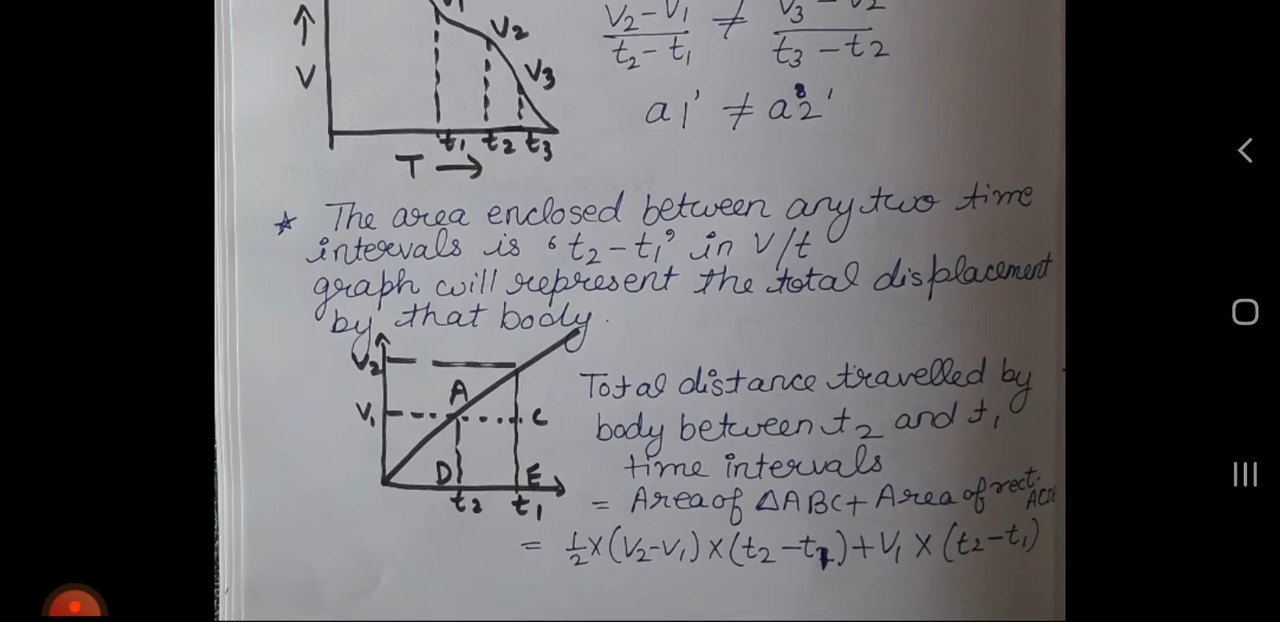 V1
V2
V3
V
t1 t2 t3
T
V2-V1 / t2-t1 ≠ V3-V2 / t3-t2
a1' ≠ a2'
☆ The area enclosed between any two time
intervals is ‘t2-t1’ in V/t
graph will represent the total displacement
by that body.
V2
A
V1
C
D
E
t2 t1
Total distance travelled by
body between t2 and t1
time intervals
= Area of △ABC + Area of rect.
= 1/2 × (V2-V1) × (t2-t1) + V1 × (t2-t1)